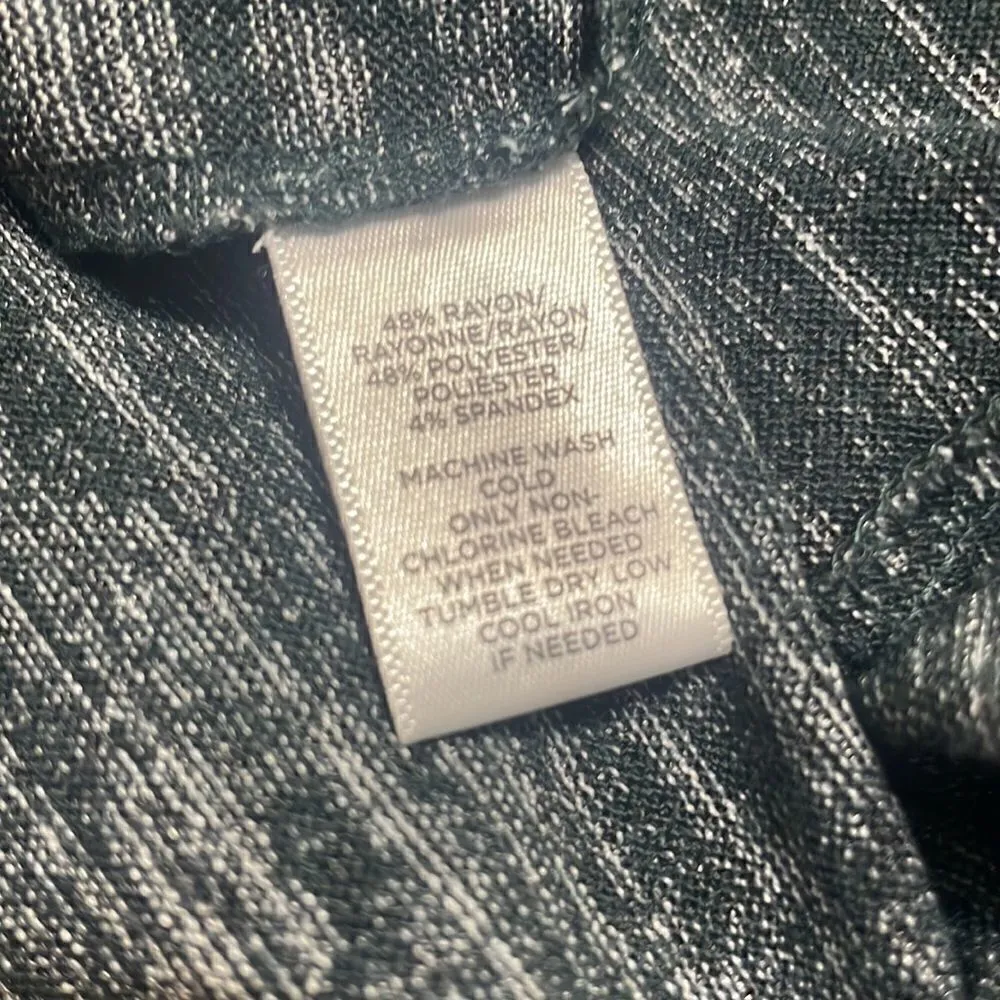 48% RAYON/
RAYONNE/RAYON
48% POLYESTER/
POLIESTER
4% SPANDEX
MACHINE WASH
COLD
ONLY NON-
CHLORINE BLEACH
WHEN NEEDED
TUMBLE DRY LOW
COOL IRON
IF NEEDED